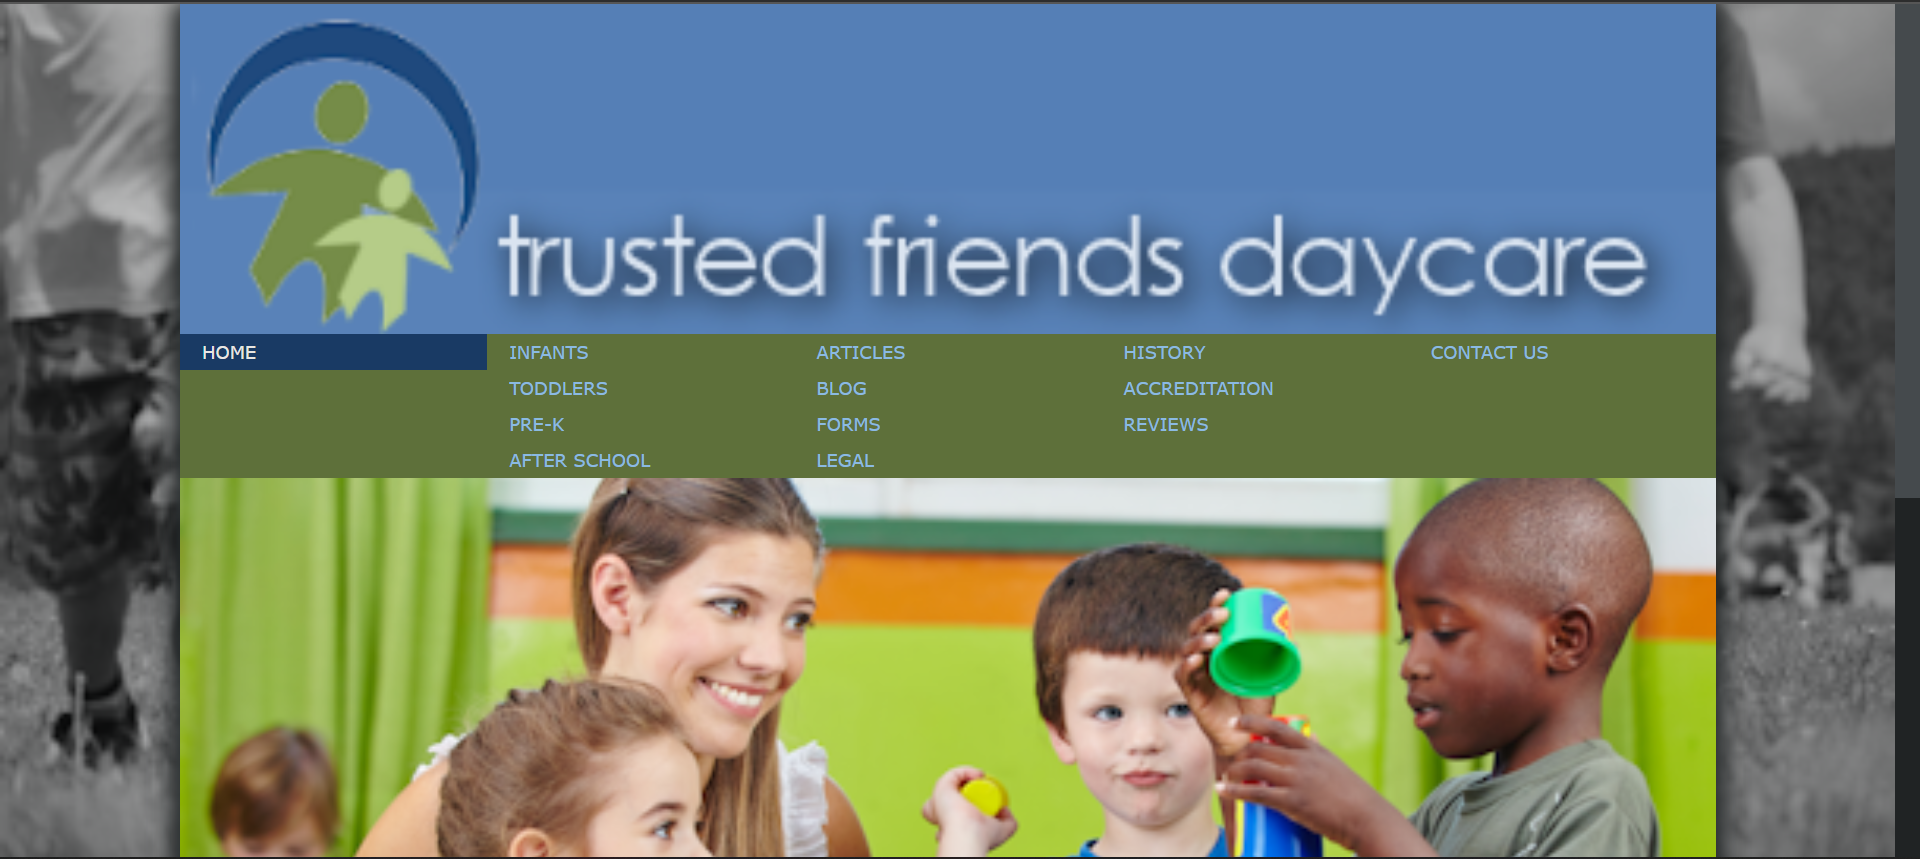 trusted friends daycare
HOME
INFANTS
TODDLERS
PRE-K
AFTER SCHOOL
ARTICLES
BLOG
FORMS
LEGAL
HISTORY
ACCREDITATION
REVIEWS
CONTACT US